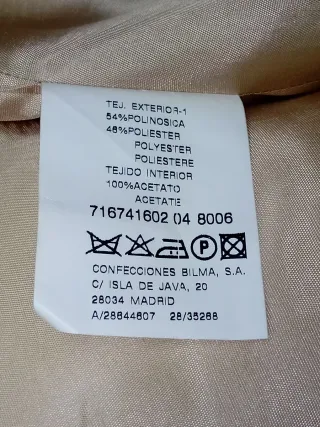 TEJ. EXTERIOR-1
54%POLINOSICA
46%POLIESTER
POLYESTER
POLIESTERE
TEJIDO INTERIOR
100%ACETATO
ACETATE
716741602 04 8006
P
CONFECCIONES BILMA, S.A.
C/ ISLA DE JAVA, 20
28034 MADRID
A/28644607 28/35268